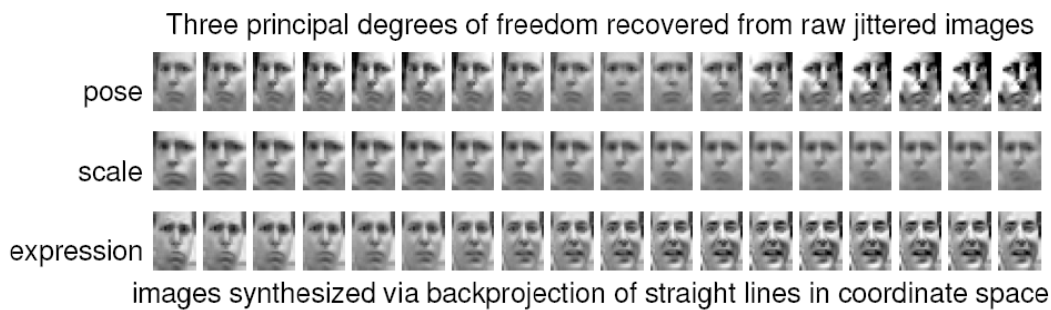 Three principal degrees of freedom recovered from raw jittered images
pose
scale
expression
images synthesized via backprojection of straight lines in coordinate space